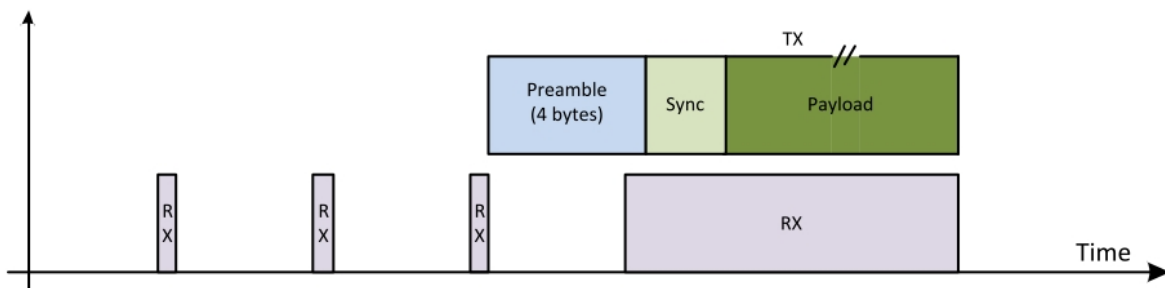 TX
Preamble
(4 bytes)
Sync
Payload
R
X
R
X
R
X
RX
Time